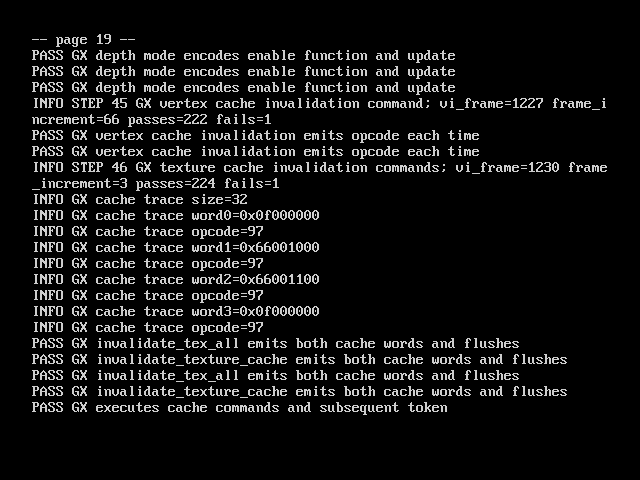 -- page 19 --
PASS GX depth mode encodes enable function and update
PASS GX depth mode encodes enable function and update
PASS GX depth mode encodes enable function and update
INFO STEP 45 GX vertex cache invalidation command; vi_frame=1227 frame_i
ncrement=66 passes=222 fails=1
PASS GX vertex cache invalidation emits opcode each time
PASS GX vertex cache invalidation emits opcode each time
INFO STEP 46 GX texture cache invalidation commands; vi_frame=1230 frame
_increment=3 passes=224 fails=1
INFO GX cache trace size=32
INFO GX cache trace word0=0x0f000000
INFO GX cache trace opcode=97
INFO GX cache trace word1=0x66001000
INFO GX cache trace opcode=97
INFO GX cache trace word2=0x66001100
INFO GX cache trace opcode=97
INFO GX cache trace word3=0x0f000000
INFO GX cache trace opcode=97
PASS GX invalidate_tex_all emits both cache words and flushes
PASS GX invalidate_texture_cache emits both cache words and flushes
PASS GX invalidate_tex_all emits both cache words and flushes
PASS GX invalidate_texture_cache emits both cache words and flushes
PASS GX executes cache commands and subsequent token